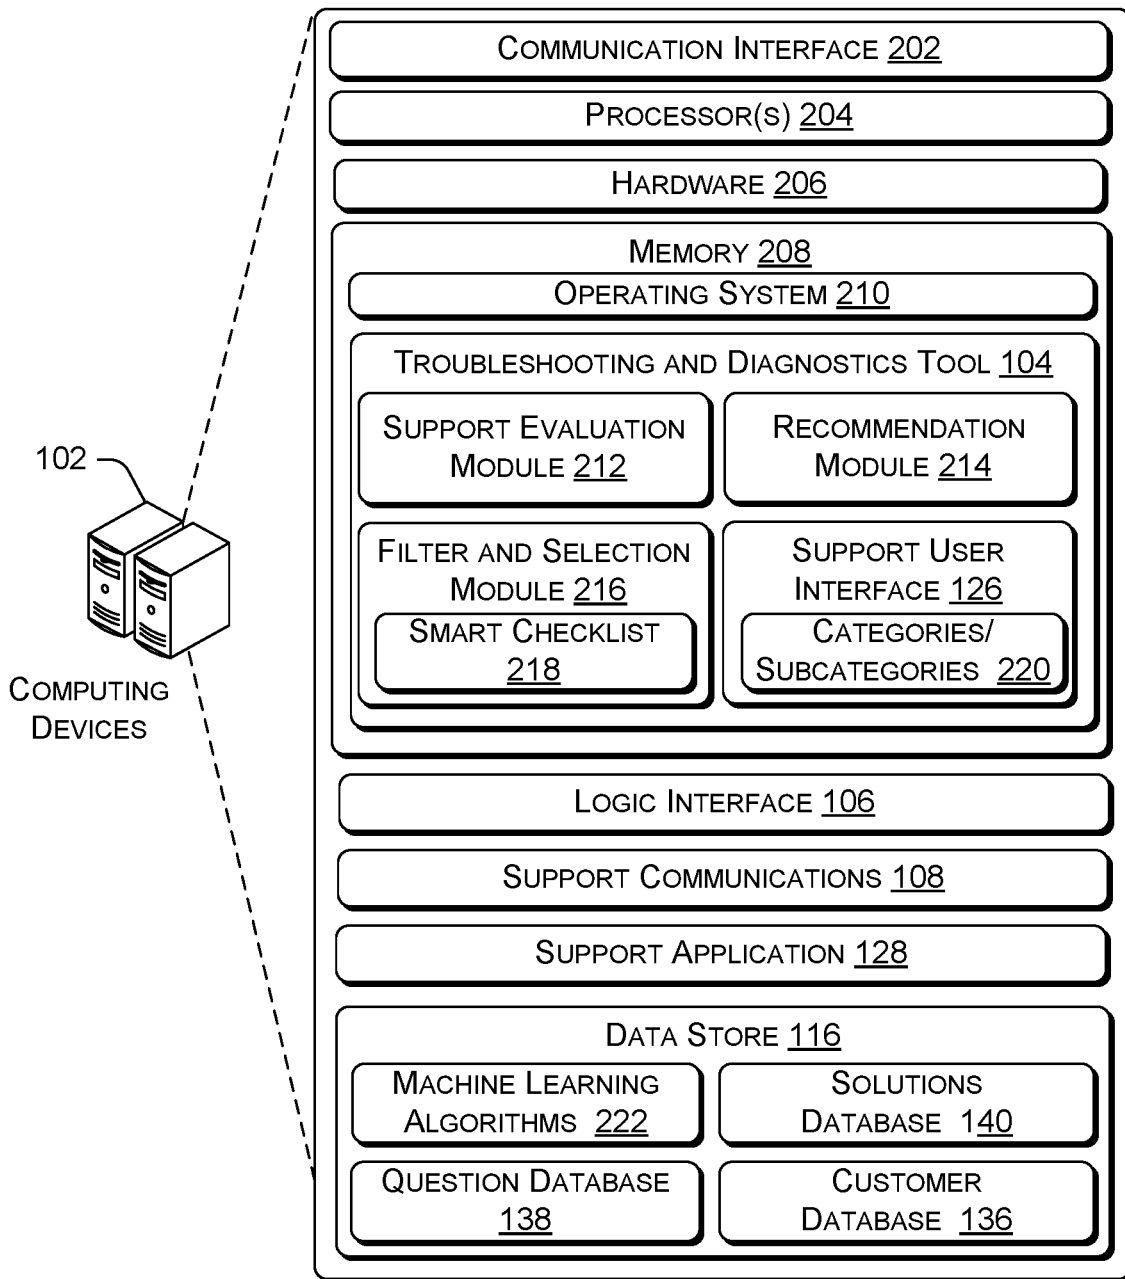 COMMUNICATION INTERFACE 202
PROCESSOR(S) 204
HARDWARE 206
MEMORY 208
OPERATING SYSTEM 210
TROUBLESHOOTING AND DIAGNOSTICS TOOL 104
SUPPORT EVALUATION
MODULE 212
RECOMMENDATION
MODULE 214
FILTER AND SELECTION
MODULE 216
SMART CHECKLIST
218
SUPPORT USER
INTERFACE 126
CATEGORIES/
SUBCATEGORIES 220
102
COMPUTING
DEVICES
LOGIC INTERFACE 106
SUPPORT COMMUNICATIONS 108
SUPPORT APPLICATION 128
DATA STORE 116
MACHINE LEARNING
ALGORITHMS 222
SOLUTIONS
DATABASE 140
QUESTION DATABASE
138
CUSTOMER
DATABASE 136